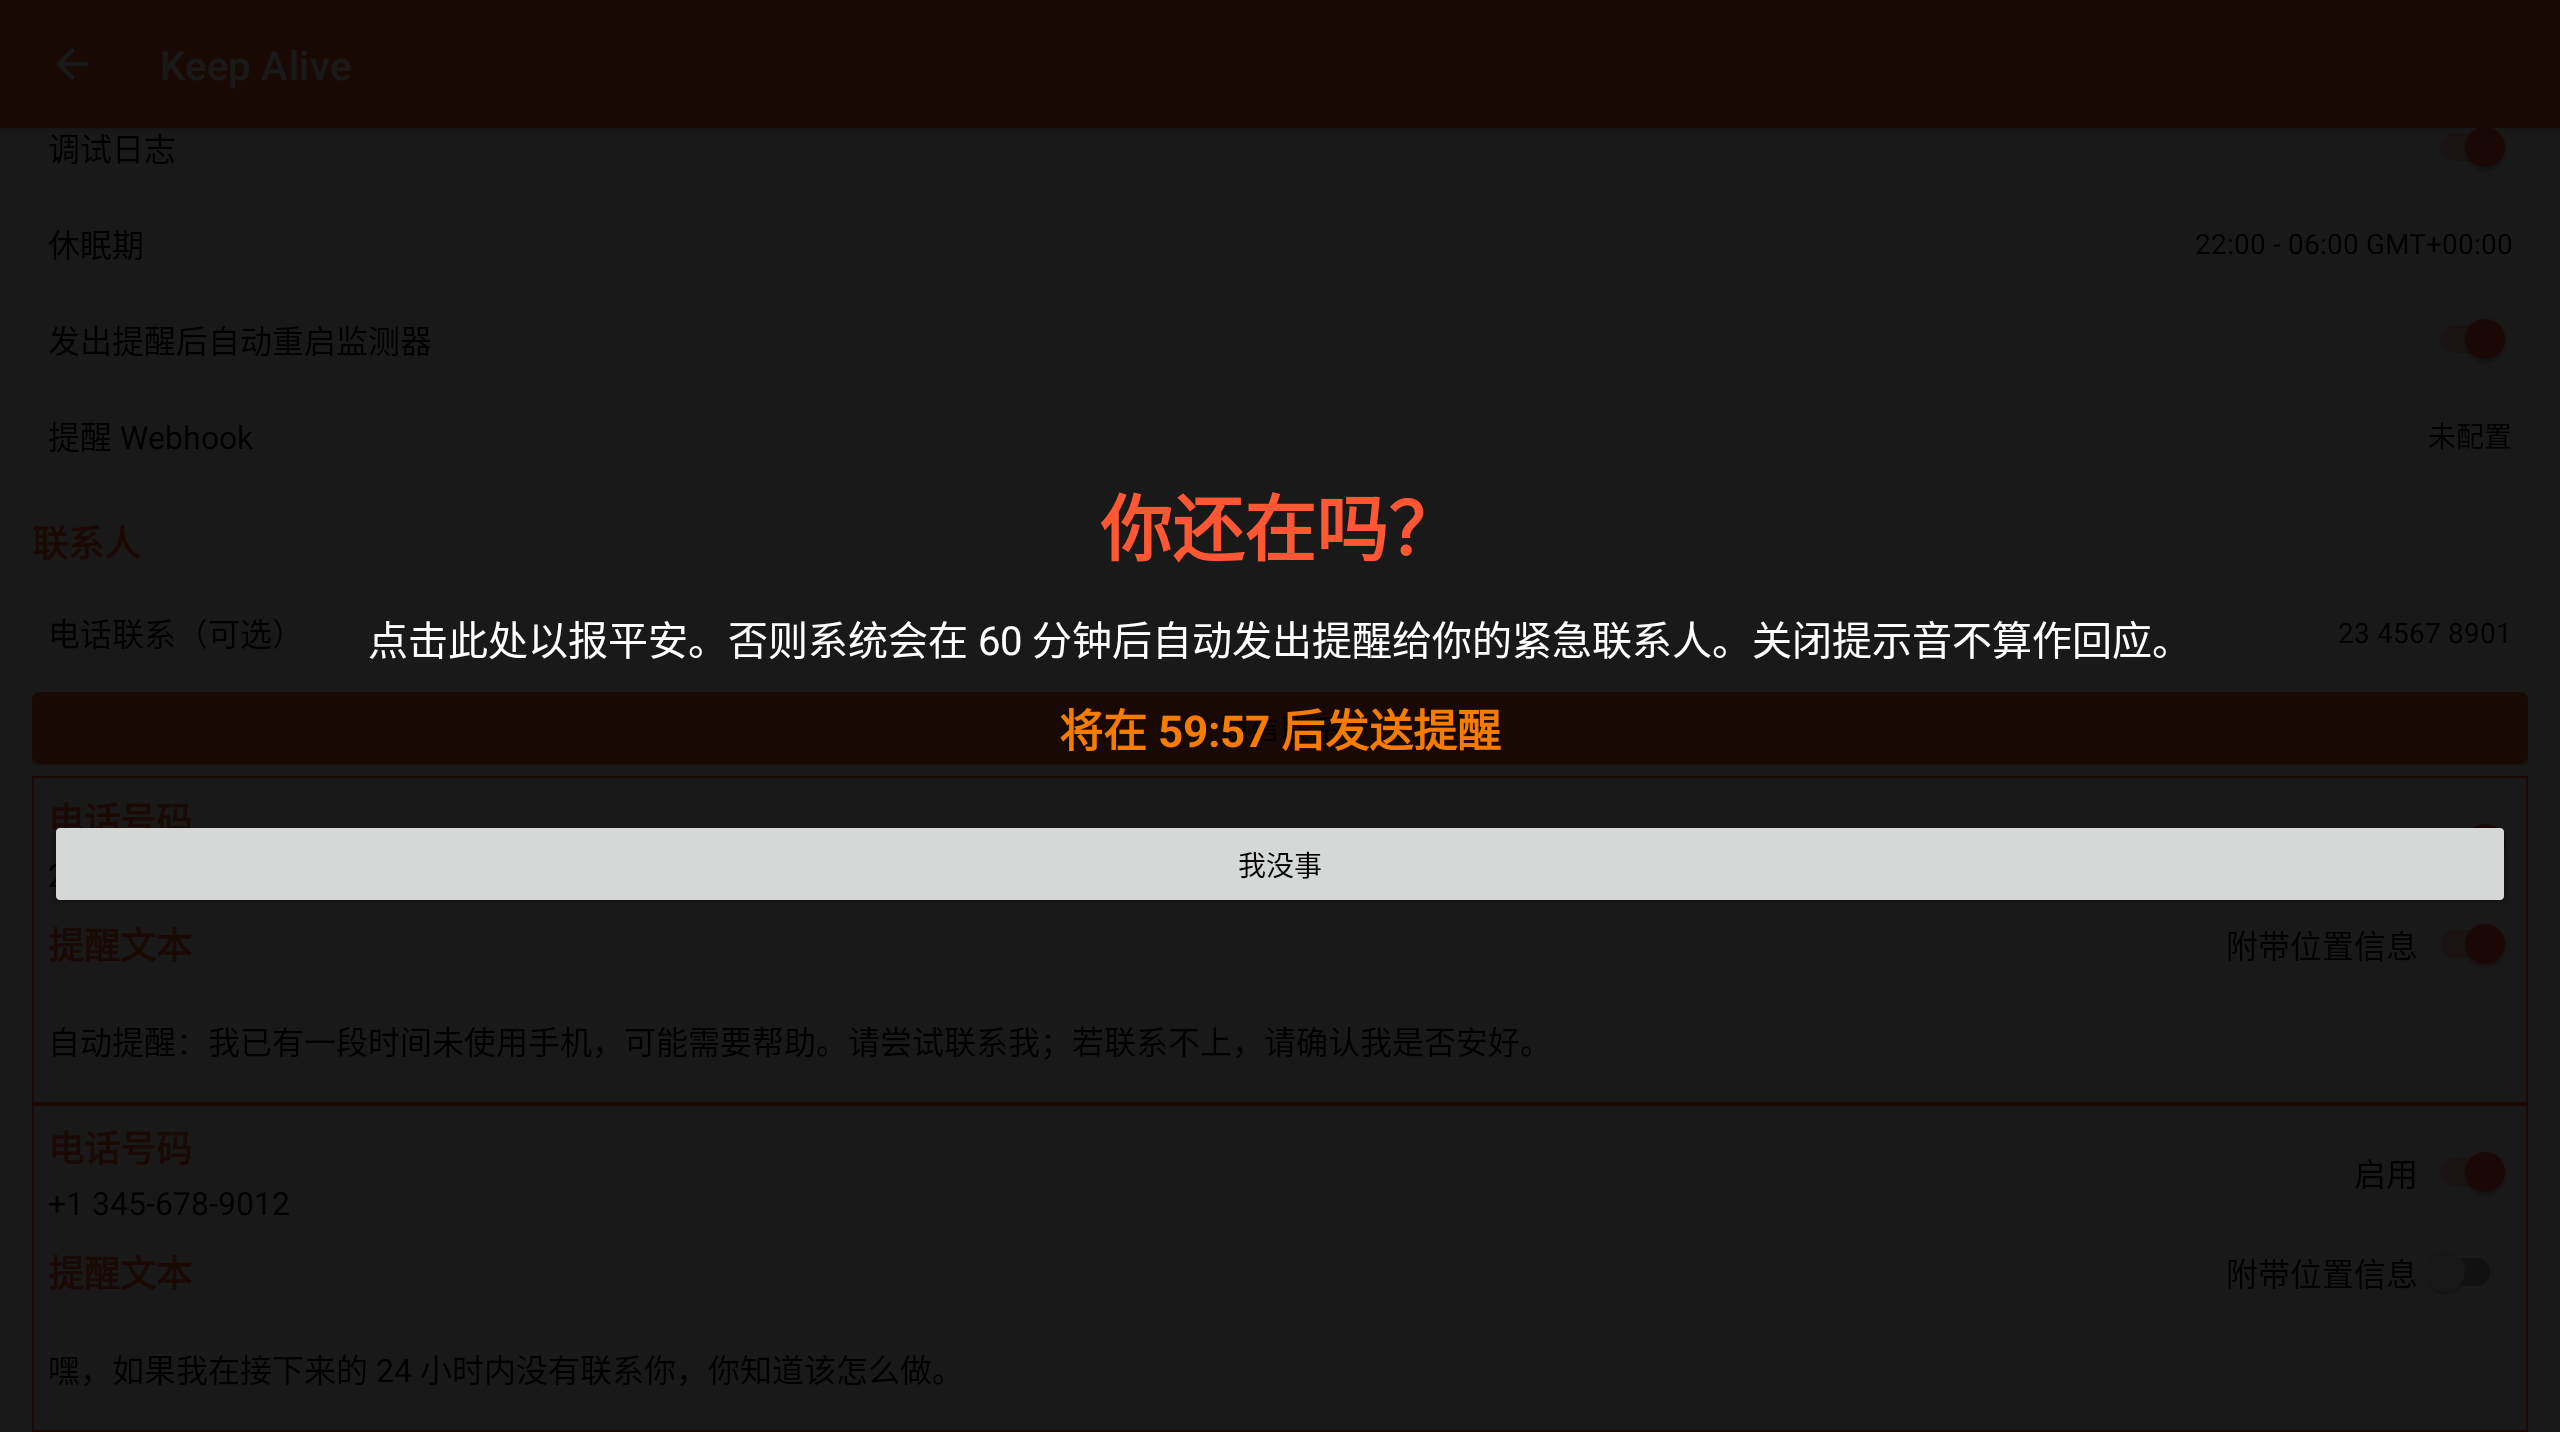 Keep Alive
调试日志
休眠期
22:00 - 06:00 GMT+00:00
发出提醒后自动重启监测器
提醒 Webhook
未配置
你还在吗?
联系人
电话联系（可选）
点击此处以报平安。否则系统会在 60 分钟后自动发出提醒给你的紧急联系人。关闭提示音不算作回应。
23 4567 8901
将在 59:57 后发送提醒
电话号码
我没事
提醒文本
附带位置信息
自动提醒：我已有一段时间未使用手机，可能需要帮助。请尝试联系我；若联系不上，请确认我是否安好。
电话号码
启用
+1 345-678-9012
提醒文本
附带位置信息
嘿，如果我在接下来的 24 小时内没有联系你，你知道该怎么做。